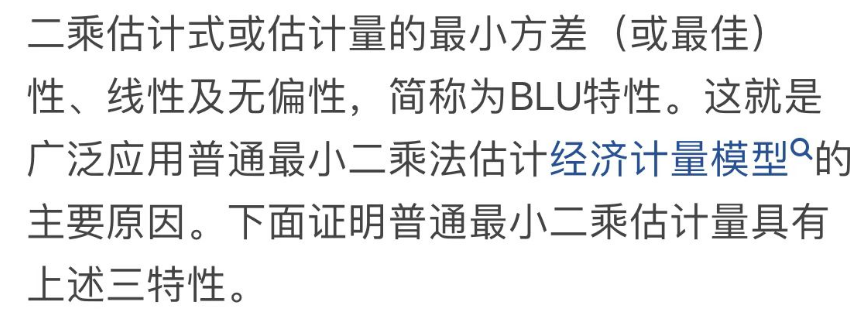 二乘估计式或估计量的最小方差（或最佳）
性、线性及无偏性，简称为BLU特性。这就是
广泛应用普通最小二乘法估计经济计量模型的
主要原因。下面证明普通最小二乘估计量具有
上述三特性。